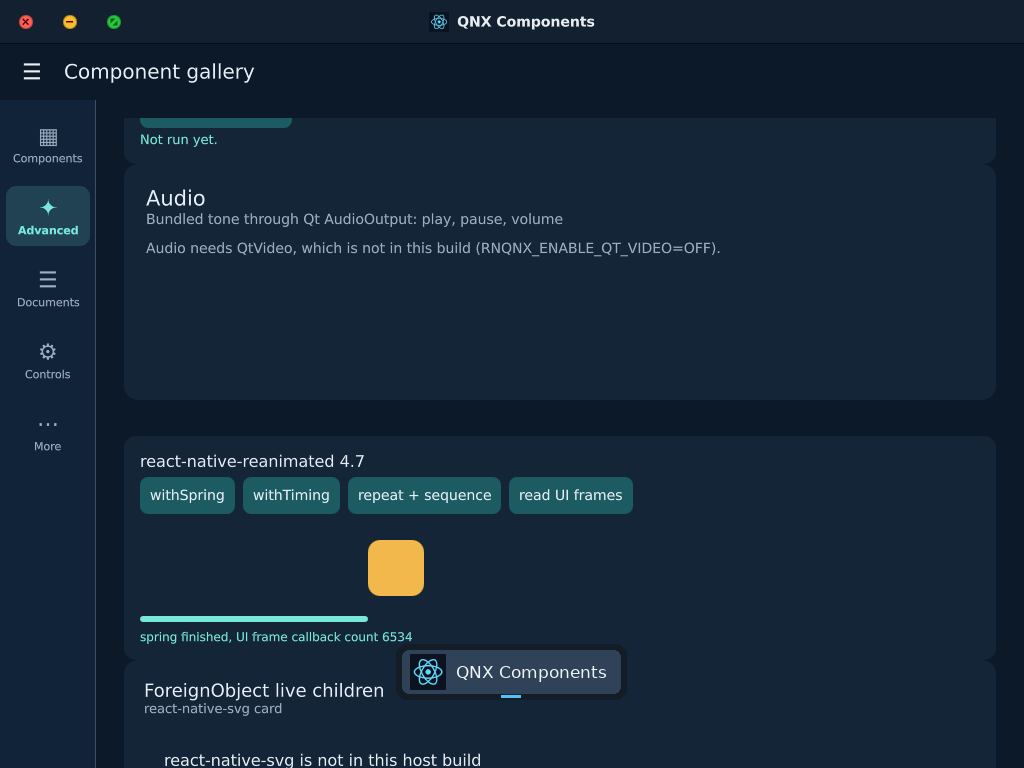 QNX Components
Component gallery
Components
Advanced
Documents
Controls
More
Not run yet.
Audio
Bundled tone through Qt AudioOutput: play, pause, volume
Audio needs QtVideo, which is not in this build (RNQNX_ENABLE_QT_VIDEO=OFF).
react-native-reanimated 4.7
withSpring withTiming repeat + sequence read UI frames
spring finished, UI frame callback count 6534
QNX Components
ForeignObject live children
react-native-svg card
react-native-svg is not in this host build